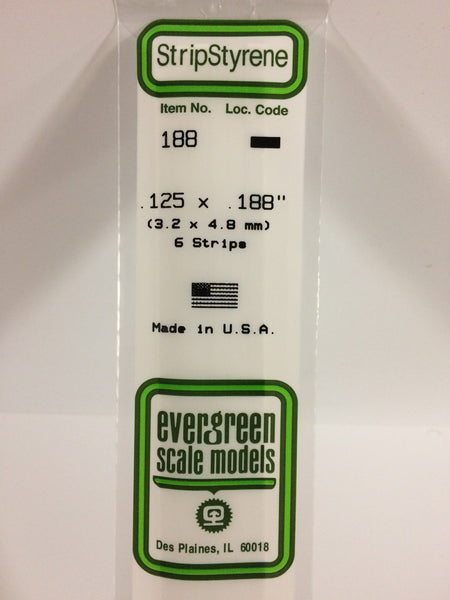 StripStyrene
Item No. Loc. Code
188
.125 x .188"
(3.2 x 4.8 mm)
6 Strips
Made in U.S.A.
evergreen
scale models
Des Plaines, IL 60018